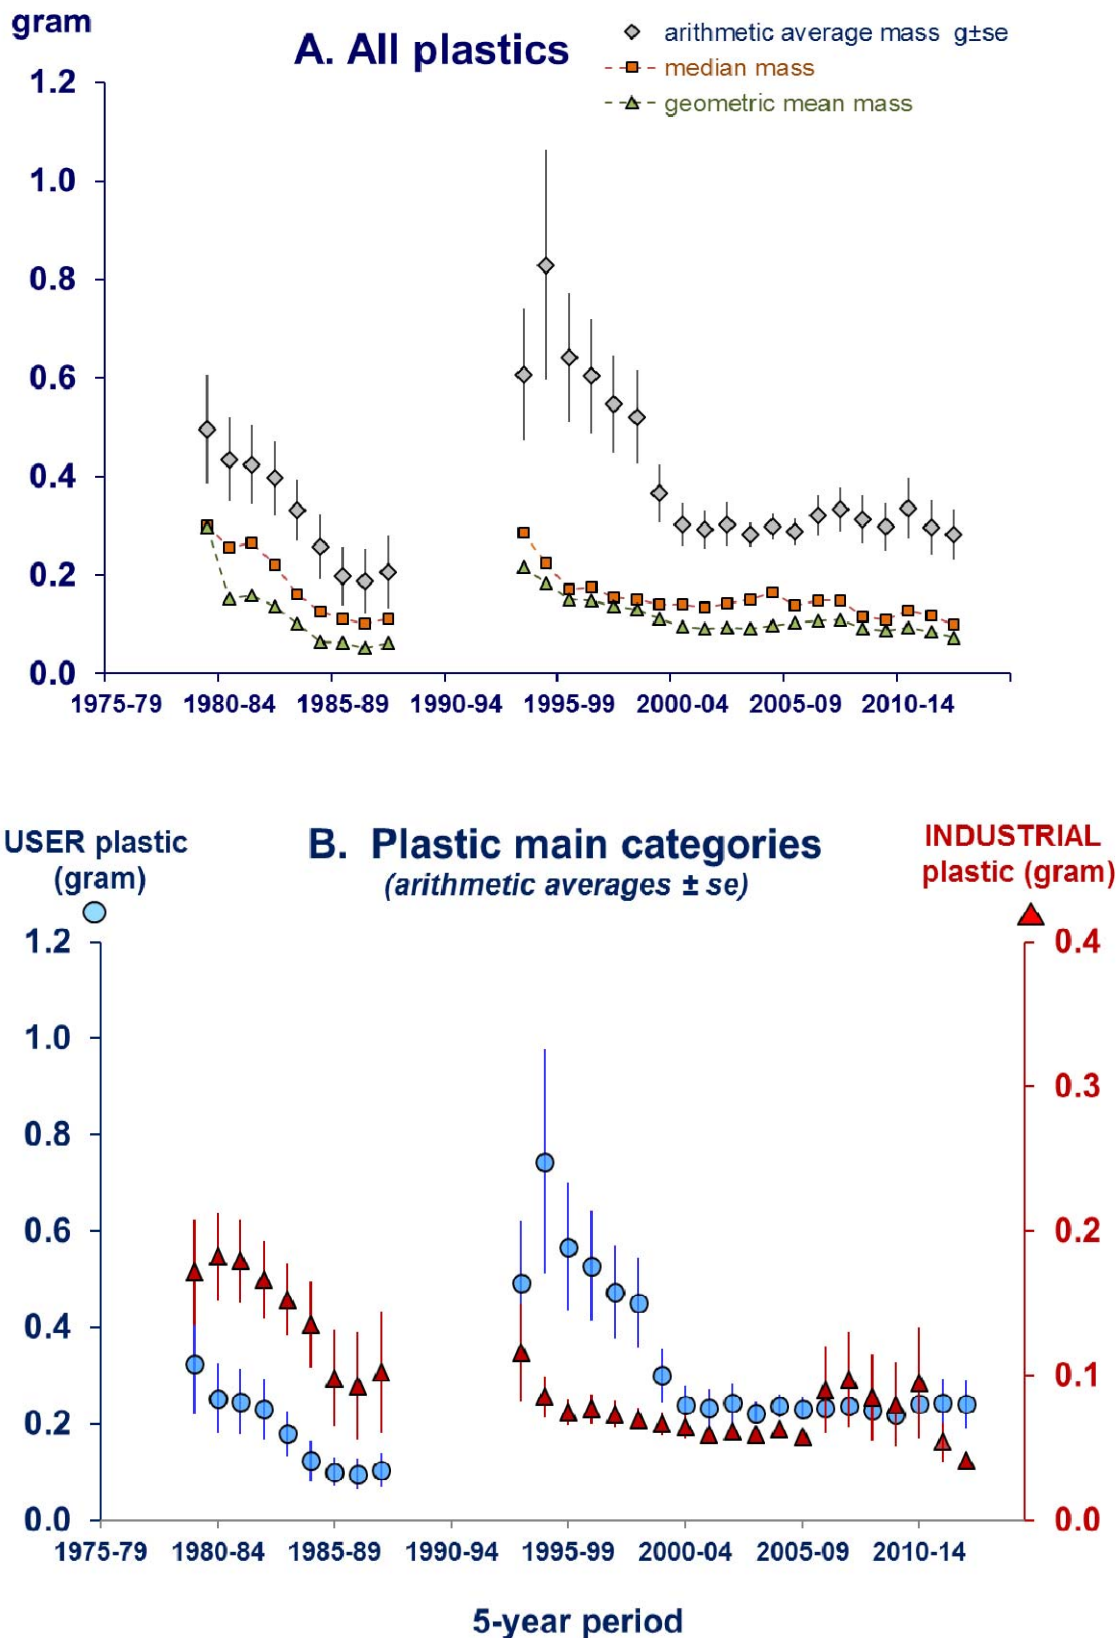 gram
A. All plastics
arithmetic average mass g±se
median mass
geometric mean mass
1.2
1.0
0.8
0.6
0.4
0.2
0.0
1975-79 1980-84 1985-89 1990-94 1995-99 2000-04 2005-09 2010-14
USER plastic
(gram)
B. Plastic main categories
(arithmetic averages ± se)
INDUSTRIAL
plastic (gram)
1.2
1.0
0.8
0.6
0.4
0.2
0.0
0.4
0.3
0.2
0.1
0.0
1975-79 1980-84 1985-89 1990-94 1995-99 2000-04 2005-09 2010-14
5-year period